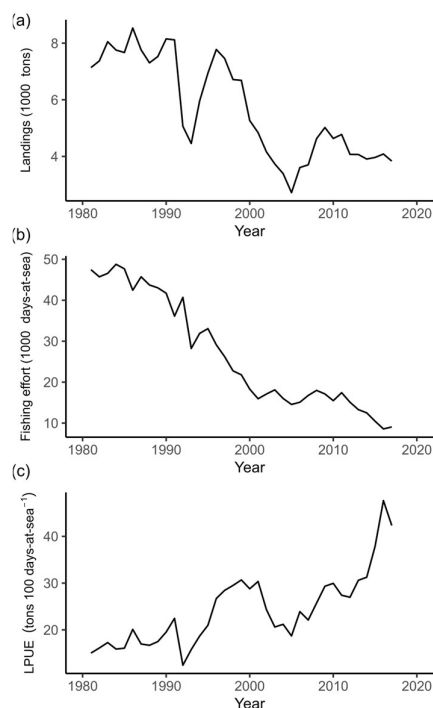 (a)
Landings (1000 tons)
8
6
4
1980 1990 2000 2010 2020
Year
(b)
Fishing effort (1000 days-at-sea)
50
40
30
20
10
1980 1990 2000 2010 2020
Year
(c)
LPUE (tons 100 days-at-sea⁻¹)
40
30
20
1980 1990 2000 2010 2020
Year